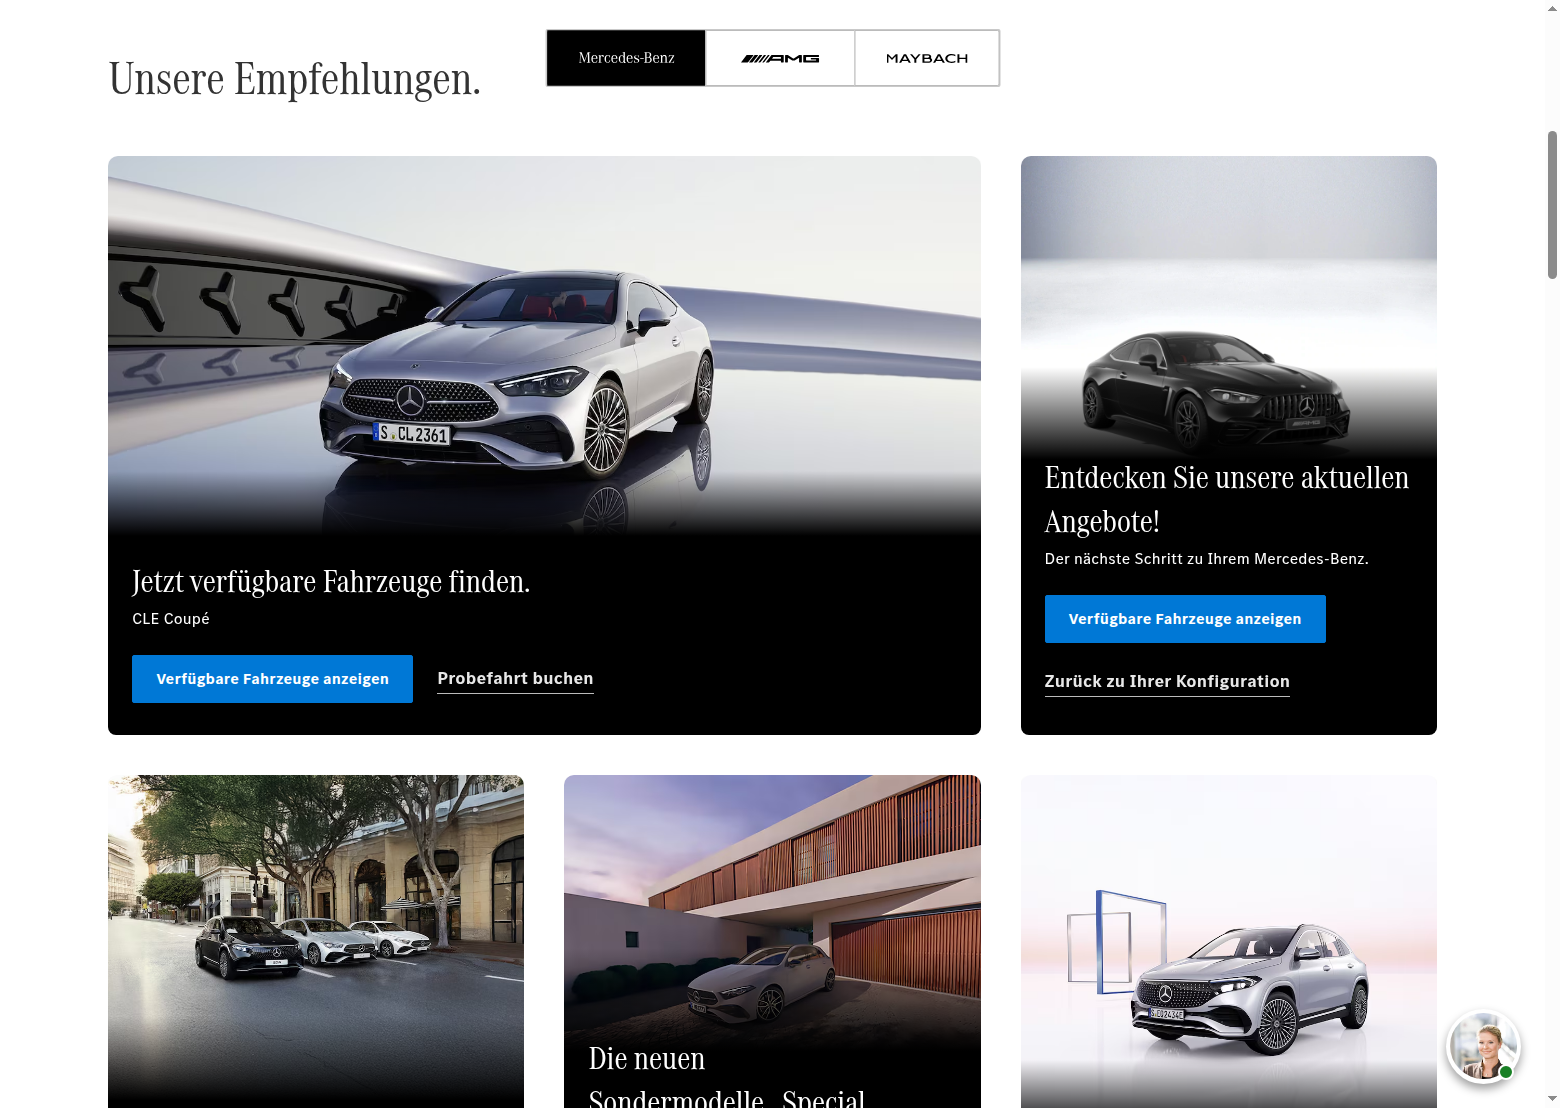 Unsere Empfehlungen.
Mercedes-Benz
AMG
MAYBACH
S CL 2361
Jetzt verfügbare Fahrzeuge finden.
CLE Coupé
Verfügbare Fahrzeuge anzeigen
Probefahrt buchen
AMG
Entdecken Sie unsere aktuellen
Angebote!
Der nächste Schritt zu Ihrem Mercedes-Benz.
Verfügbare Fahrzeuge anzeigen
Zurück zu Ihrer Konfiguration
Die neuen
Sondermodelle „Special